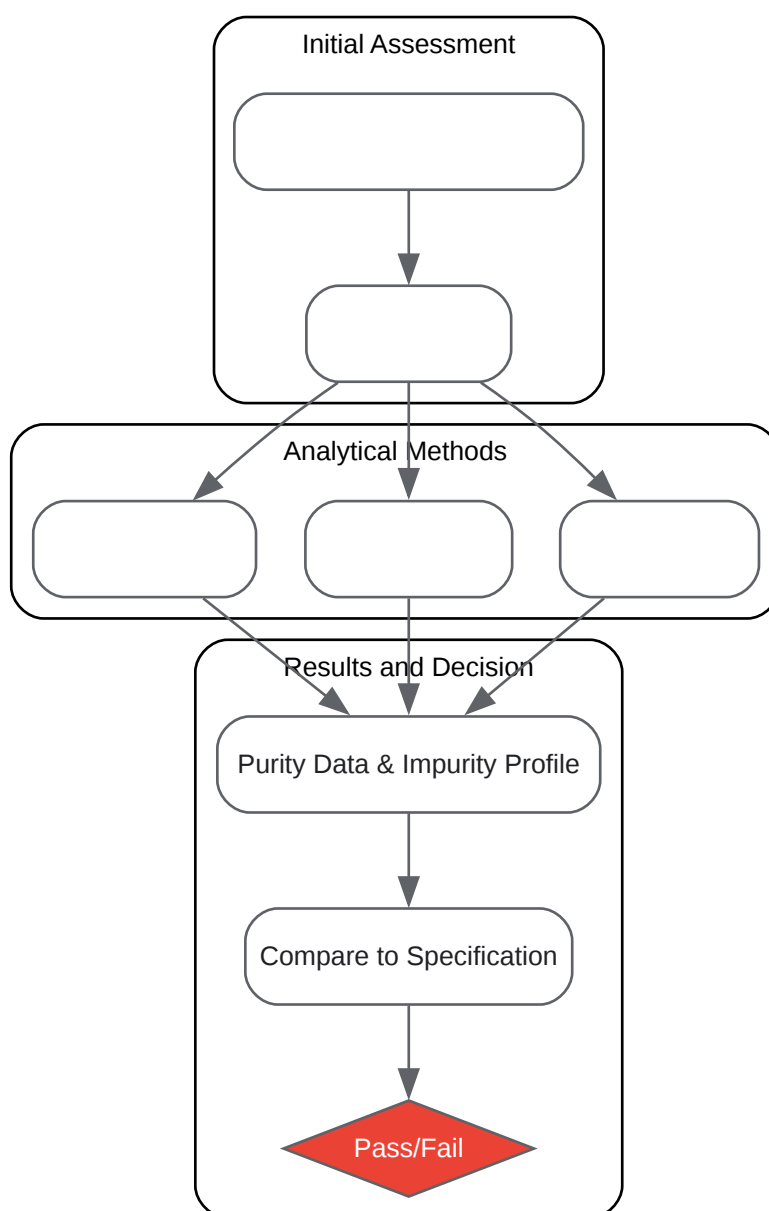 Initial Assessment
Analytical Methods
Results and Decision
Purity Data & Impurity Profile
Compare to Specification
Pass/Fail